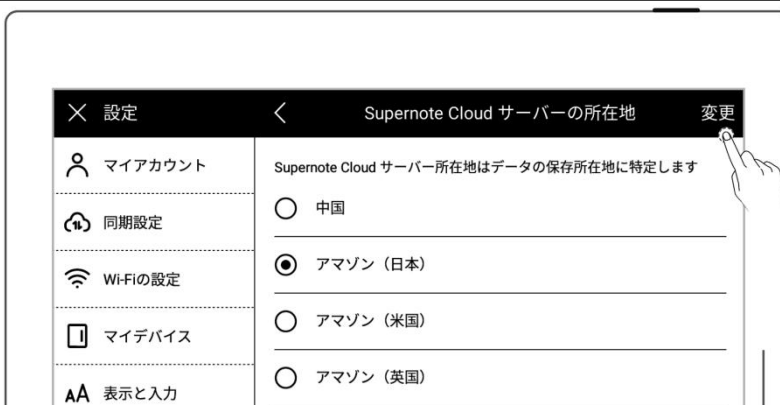 設定
Supernote Cloud サーバーの所在地
変更
マイアカウント
同期設定
Wi-Fiの設定
マイデバイス
AA 表示と入力
Supernote Cloud サーバー所在地はデータの保存所在地に特定します
中国
アマゾン（日本）
アマゾン（米国）
アマゾン（英国）